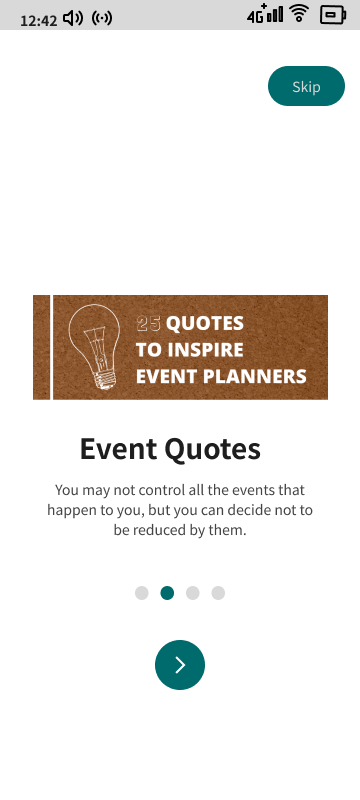 12:42
4G+
Skip
25 QUOTES
TO INSPIRE
EVENT PLANNERS
Event Quotes
You may not control all the events that
happen to you, but you can decide not to
be reduced by them.